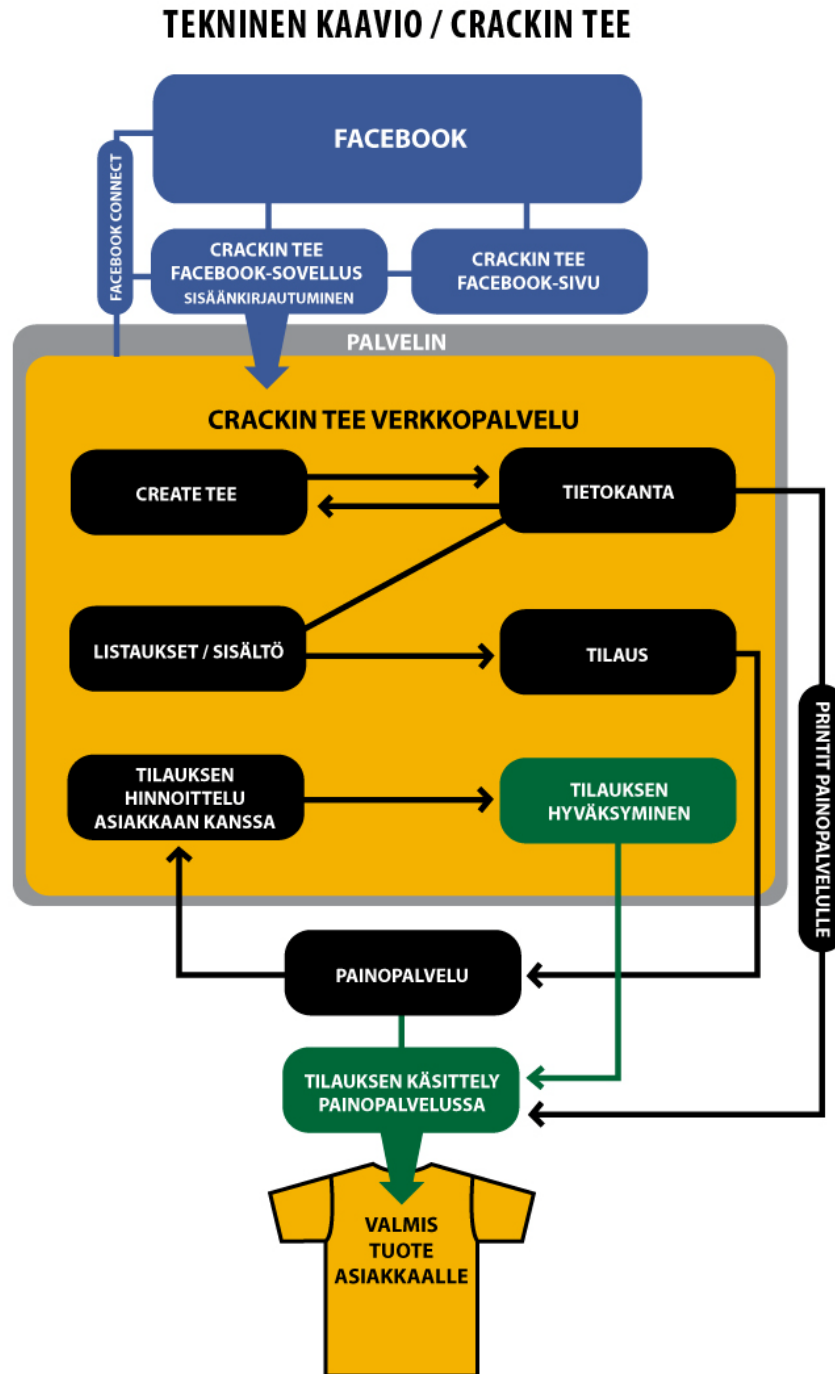 TEKNINEN KAAVIO / CRACKIN TEE
FACEBOOK
FACEBOOK CONNECT
CRACKIN TEE
FACEBOOK-SOVELLUS
SISÄÄNKIRJAUTUMINEN
CRACKIN TEE
FACEBOOK-SIVU
PALVELIN
CRACKIN TEE VERKKOPALVELU
CREATE TEE
TIETOKANTA
LISTAUKSET / SISÄLTÖ
TILAUS
TILAUKSEN
HINNOITTELU
ASIAKKAAN KANSSA
TILAUKSEN
HYVÄKSYMINEN
PRINTIT PAINOPALVELULLE
PAINOPALVELU
TILAUKSEN KÄSITTELY
PAINOPALVELUSSA
VALMIS
TUOTE
ASIAKKAALLE